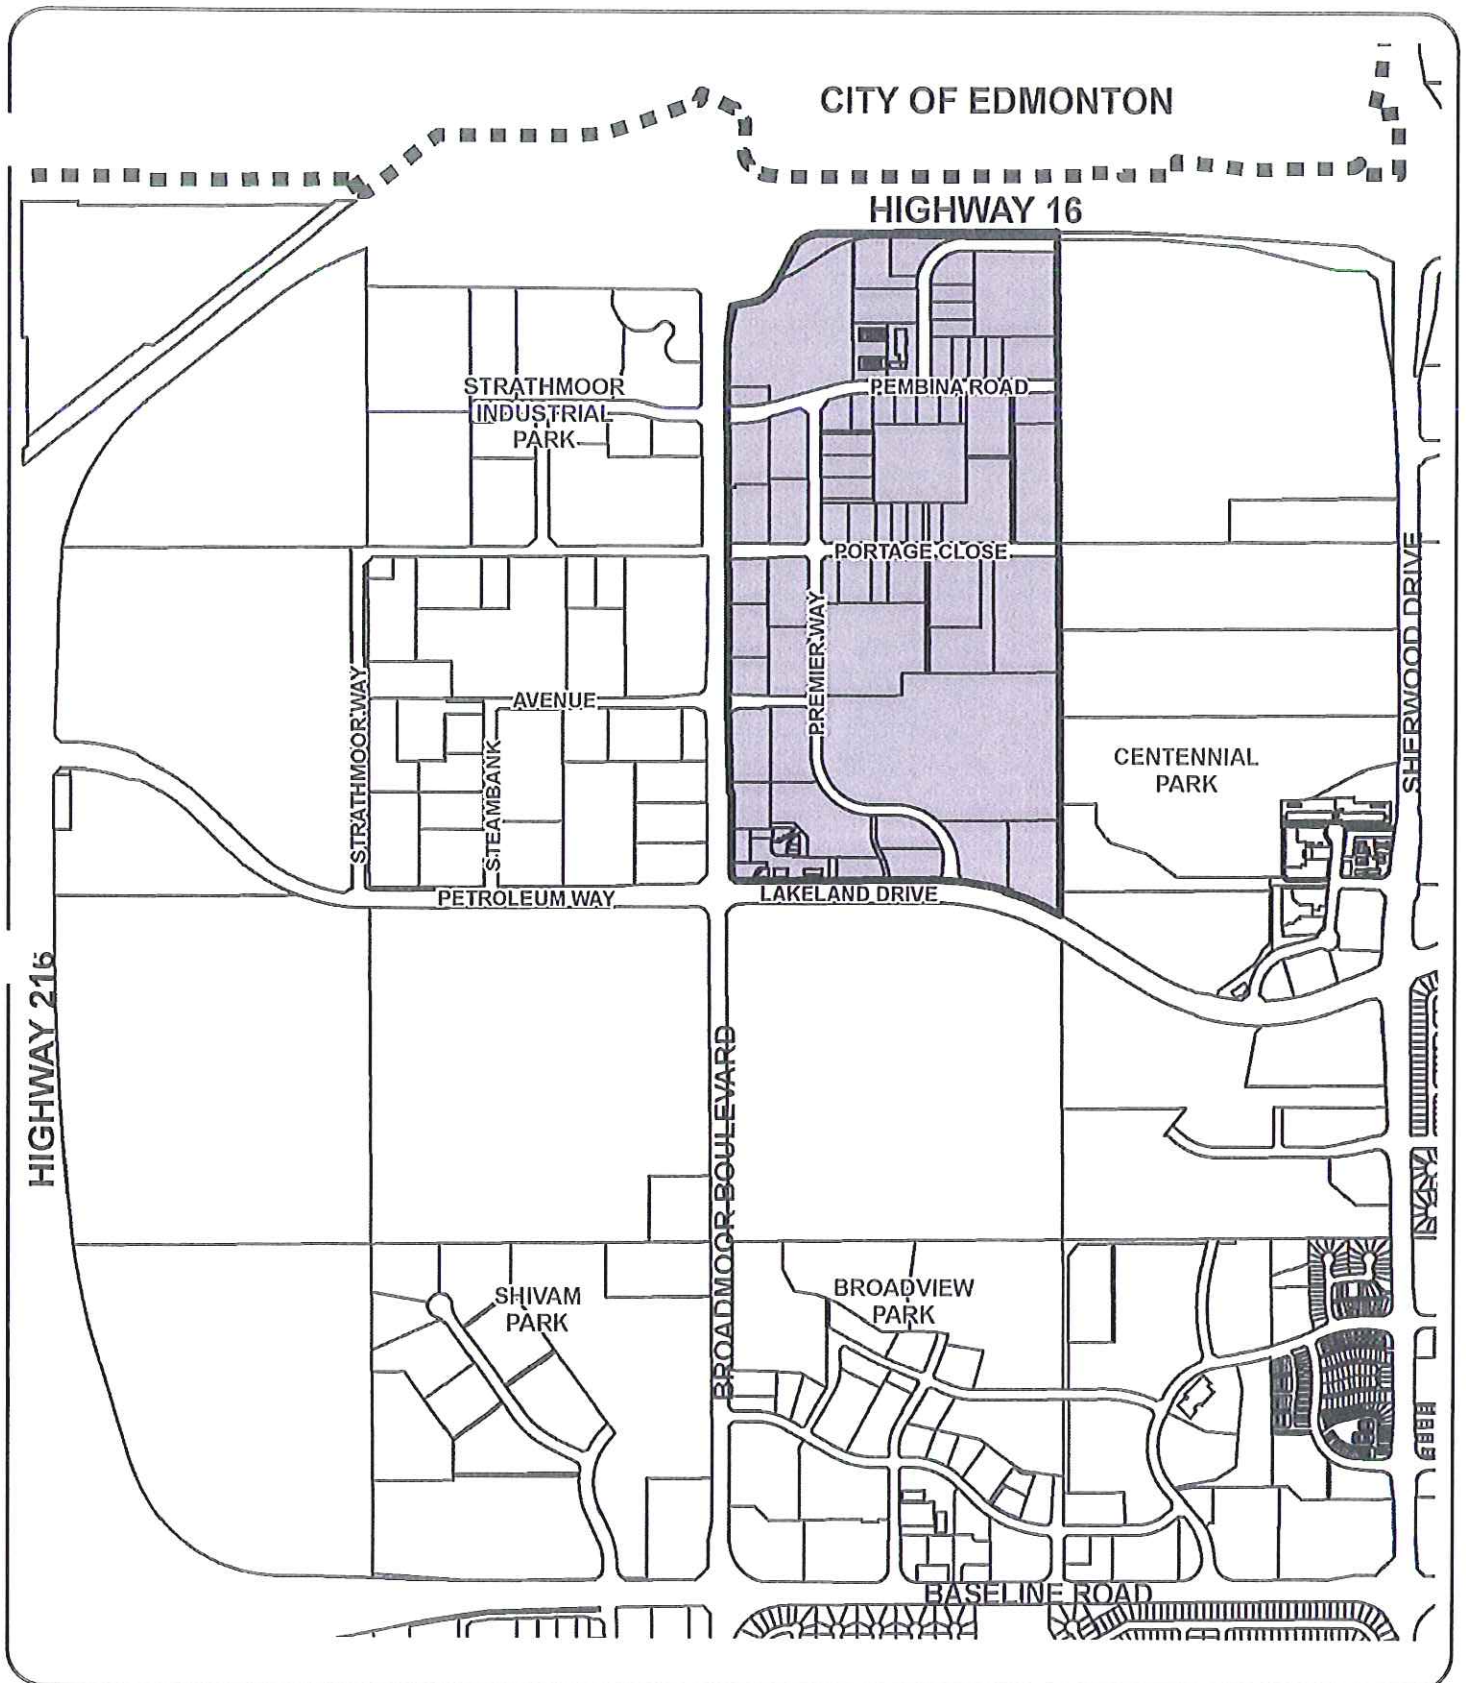 CITY OF EDMONTON
HIGHWAY 16
STRATHMOOR
INDUSTRIAL
PARK
PEMBINA ROAD
PORTAGE CLOSE
PREMIER WAY
SHERWOOD DRIVE
STRATHMOOR WAY
AVENUE
STEAMBANK
CENTENNIAL
PARK
PETROLEUM WAY
LAKELAND DRIVE
HIGHWAY 216
BROADMOOR BOULEVARD
SHIVAM
PARK
BROADVIEW
PARK
BASELINE ROAD